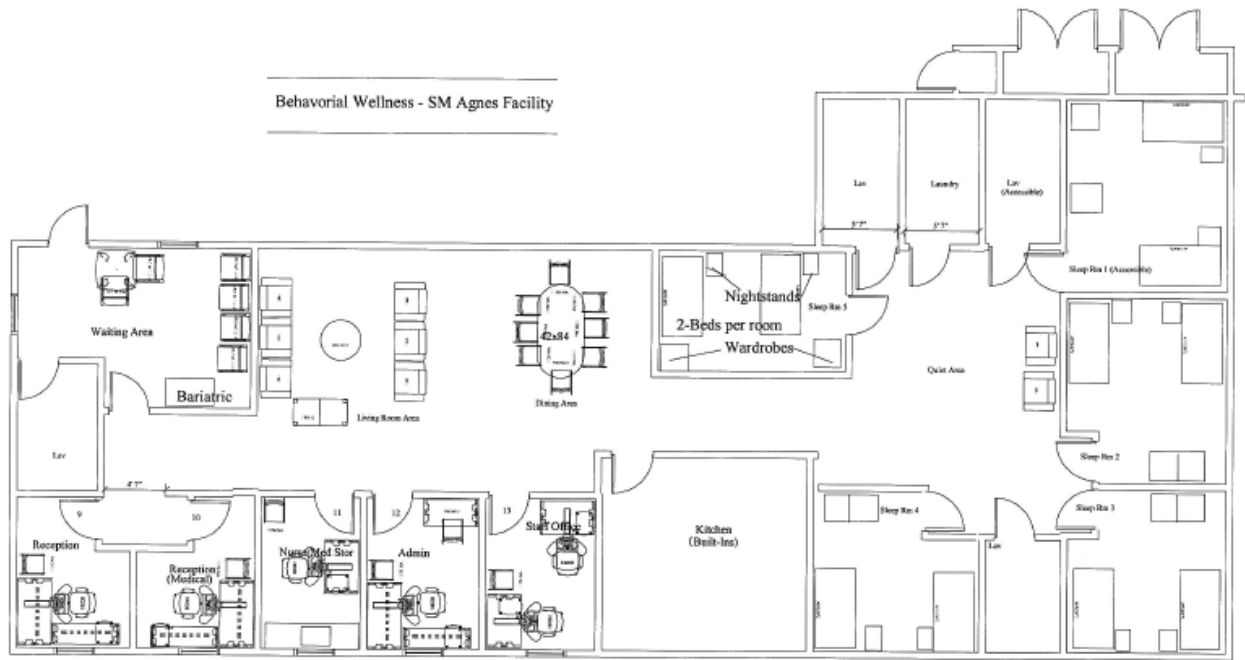 Behavorial Wellness - SM Agnes Facility
Lav
Laundry
Lav
(Accessible)
5'7"
5'7"
Sleep Rm 1 (Accessible)
Nightstands
Sleep Rm 5
Waiting Area
42x84
2-Beds per room
Wardrobes
Quiet Area
Bariatric
Living Room Area
Dining Area
Lav
Sleep Rm 2
9
10
11
12
13
Sleep Rm 4
Sleep Rm 3
Reception
Reception
(Medical)
Nurse/Med Stor
Admin
Staff Office
Kitchen
(Built-Ins)
Lav